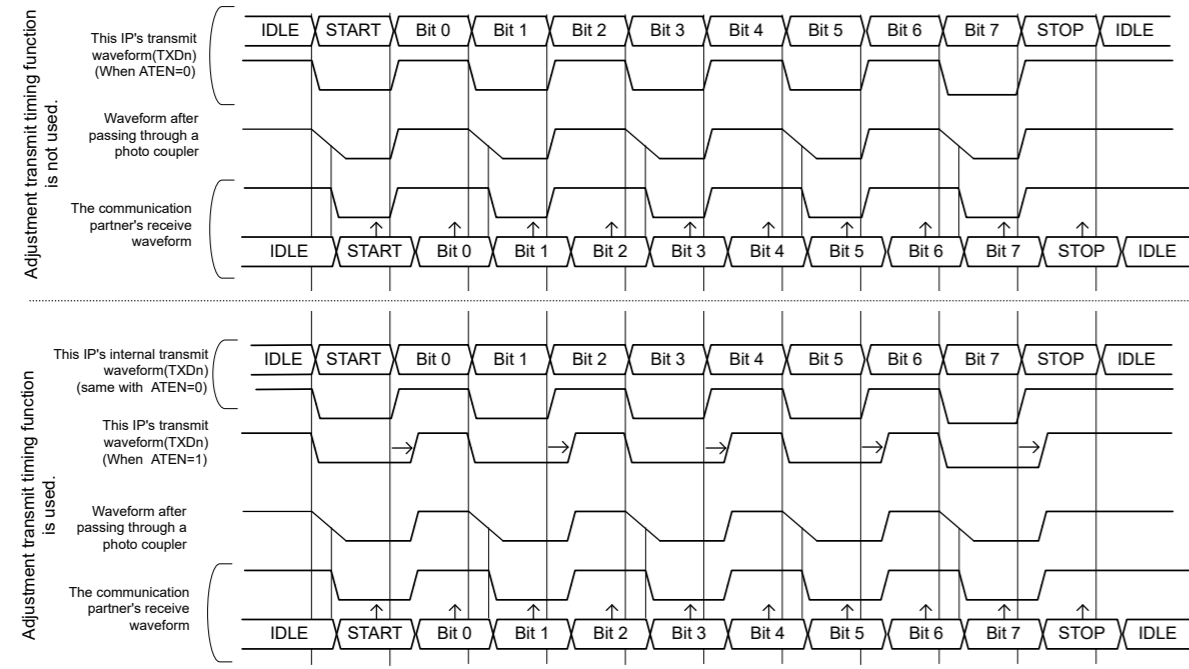 Adjustment transmit timing function
is not used.
This IP's transmit
waveform(TXDn)
(When ATEN=0)
IDLE START Bit 0 Bit 1 Bit 2 Bit 3 Bit 4 Bit 5 Bit 6 Bit 7 STOP IDLE
Waveform after
passing through a
photo coupler
The communication
partner's receive
waveform
IDLE START Bit 0 Bit 1 Bit 2 Bit 3 Bit 4 Bit 5 Bit 6 Bit 7 STOP IDLE
Adjustment transmit timing function
is used.
This IP's internal transmit
waveform(TXDn)
(same with ATEN=0)
IDLE START Bit 0 Bit 1 Bit 2 Bit 3 Bit 4 Bit 5 Bit 6 Bit 7 STOP IDLE
This IP's transmit
waveform(TXDn)
(When ATEN=1)
Waveform after
passing through a
photo coupler
The communication
partner's receive
waveform
IDLE START Bit 0 Bit 1 Bit 2 Bit 3 Bit 4 Bit 5 Bit 6 Bit 7 STOP IDLE